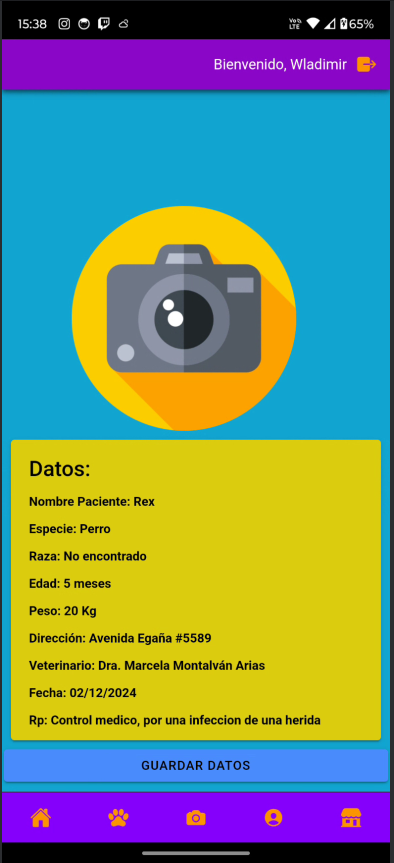 15:38
Vo))
LTE
65%
Bienvenido, Wladimir
Datos:
Nombre Paciente: Rex
Especie: Perro
Raza: No encontrado
Edad: 5 meses
Peso: 20 Kg
Dirección: Avenida Egaña #5589
Veterinario: Dra. Marcela Montalván Arias
Fecha: 02/12/2024
Rp: Control medico, por una infeccion de una herida
GUARDAR DATOS